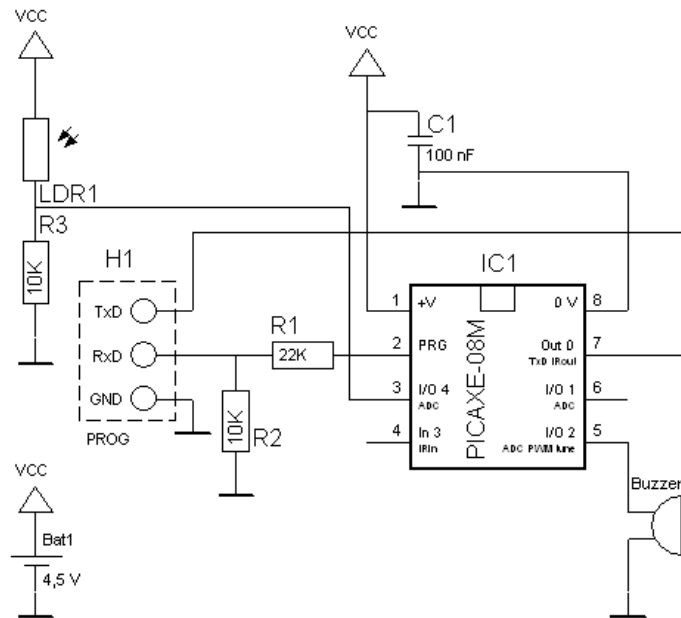 VCC
VCC
C1
100 nF
LDR1
R3
10K
H1
TxD
RxD
GND
PROG
R1
22K
10K
R2
IC1
PICAXE-08M
1
+V
0 V
8
2
PRG
Out 0
7
TxD IRout
3
I/O 4
ADC
I/O 1
6
ADC
4
In 3
IRin
I/O 2
5
ADC PWM tune
Buzzer
VCC
Bat1
4,5 V